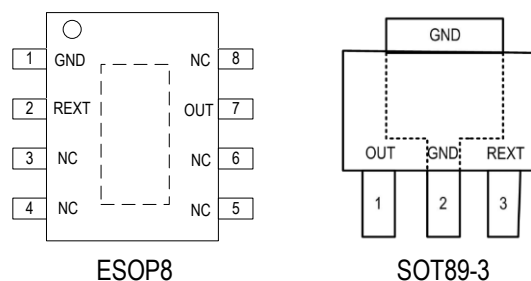 1 GND NC 8
2 REXT OUT 7
3 NC NC 6
4 NC NC 5
ESOP8
GND
OUT GND REXT
1 2 3
SOT89-3